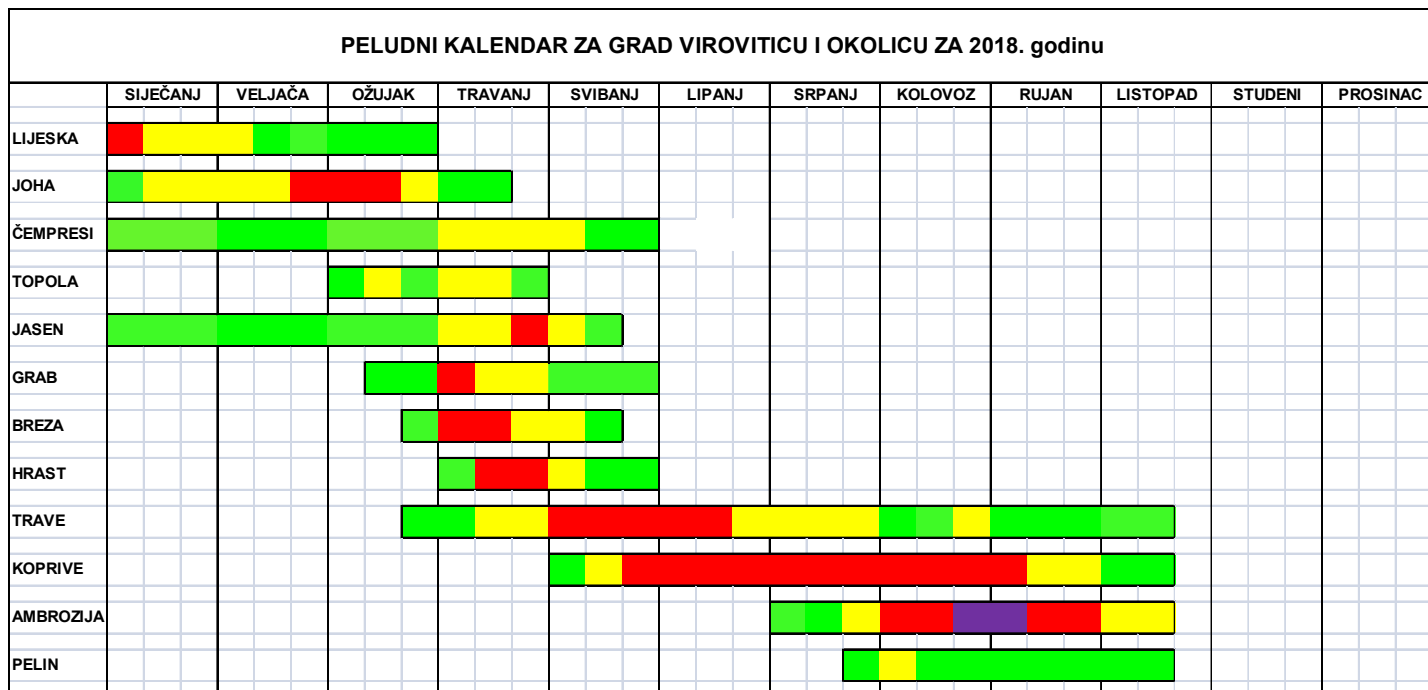 PELUDNI KALENDAR ZA GRAD VIROVITICU I OKOLICU ZA 2018. godinu
SIJEČANJ VELJAČA OŽUJAK TRAVANJ SVIBANJ LIPANJ SRPANJ KOLOVOZ RUJAN LISTOPAD STUDENI PROSINAC
LIJESKA
JOHA
ČEMPRESI
TOPOLA
JASEN
GRAB
BREZA
HRAST
TRAVE
KOPRIVE
AMBROZIJA
PELIN